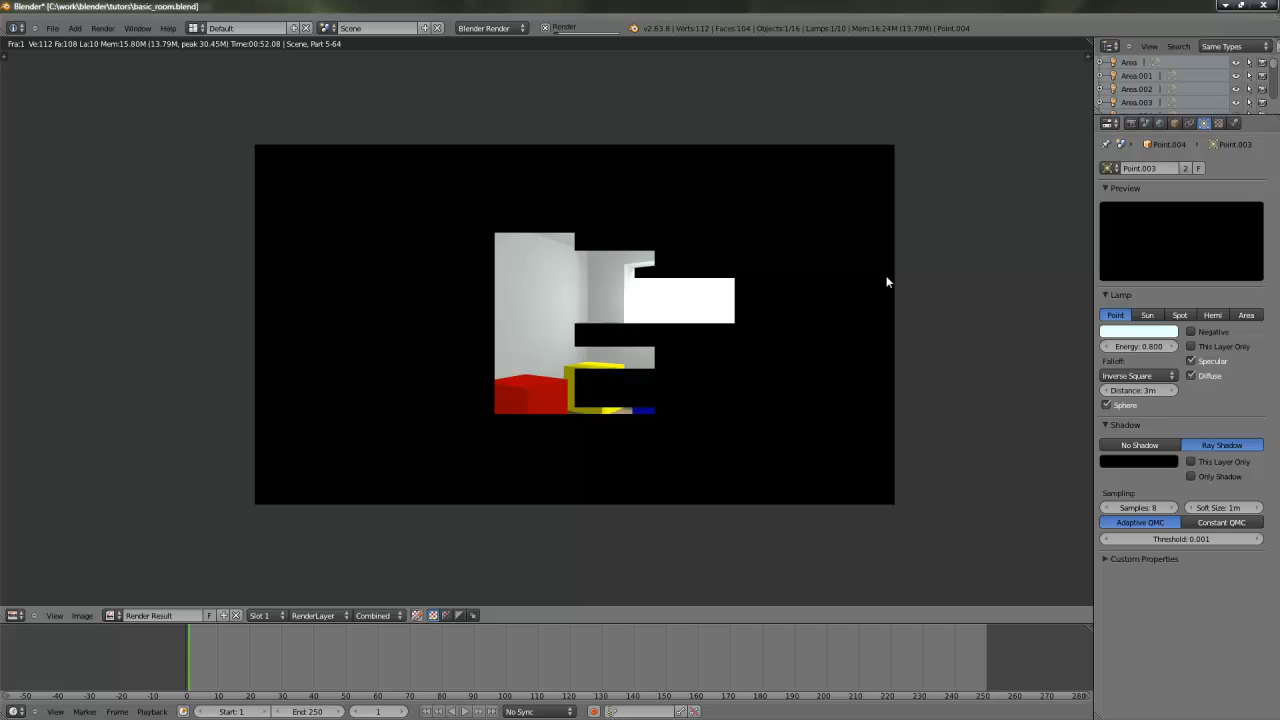 Blender* [C:\work\blender\tutors\basic_room.blend]
File Add Render Window Help Default Scene Blender Render Render v2.63.8 | Verts:112 | Faces:104 | Objects:1/16 | Lamps:1/10 | Mem:16.24M (13.79M) | Point.004
Fra:1 Ve:112 Fa:108 La:10 Mem:15.80M (13.79M, peak 30.45M) Time:00:52.08 | Scene, Part 5-64
View Search Same Types
Area
Area.001
Area.002
Area.003
Point.004 Point.003
Point.003 2 F
Preview
Lamp
Point Sun Spot Hemi Area
Negative
Energy: 0.800 This Layer Only
Falloff: Specular
Inverse Square Diffuse
Distance: 3m
Sphere
Shadow
No Shadow Ray Shadow
This Layer Only
Only Shadow
Sampling:
Samples: 8 Soft Size: 1m
Adaptive QMC Constant QMC
Threshold: 0.001
Custom Properties
View Image Render Result F Slot 1 RenderLayer Combined
-50 -40 -30 -20 -10 0 10 20 30 40 50 60 70 80 90 100 110 120 130 140 150 160 170 180 190 200 210 220 230 240 250 260 270 280
View Marker Frame Playback Start: 1 End: 250 1 No Sync